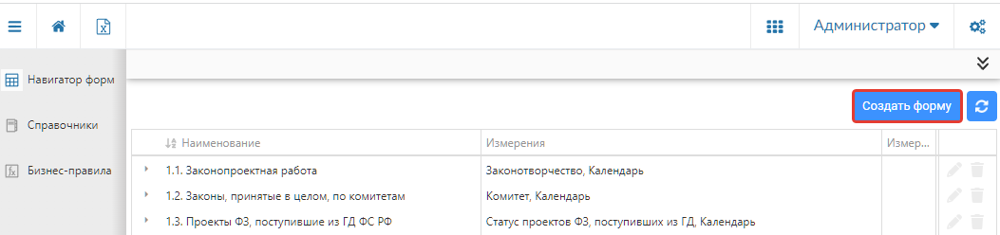 Администратор
Навигатор форм
Справочники
Бизнес-правила
Создать форму
Наименование Измерения Измер...
1.1. Законопроектная работа Законотворчество, Календарь
1.2. Законы, принятые в целом, по комитетам Комитет, Календарь
1.3. Проекты ФЗ, поступившие из ГД ФС РФ Статус проектов ФЗ, поступивших из ГД, Календарь